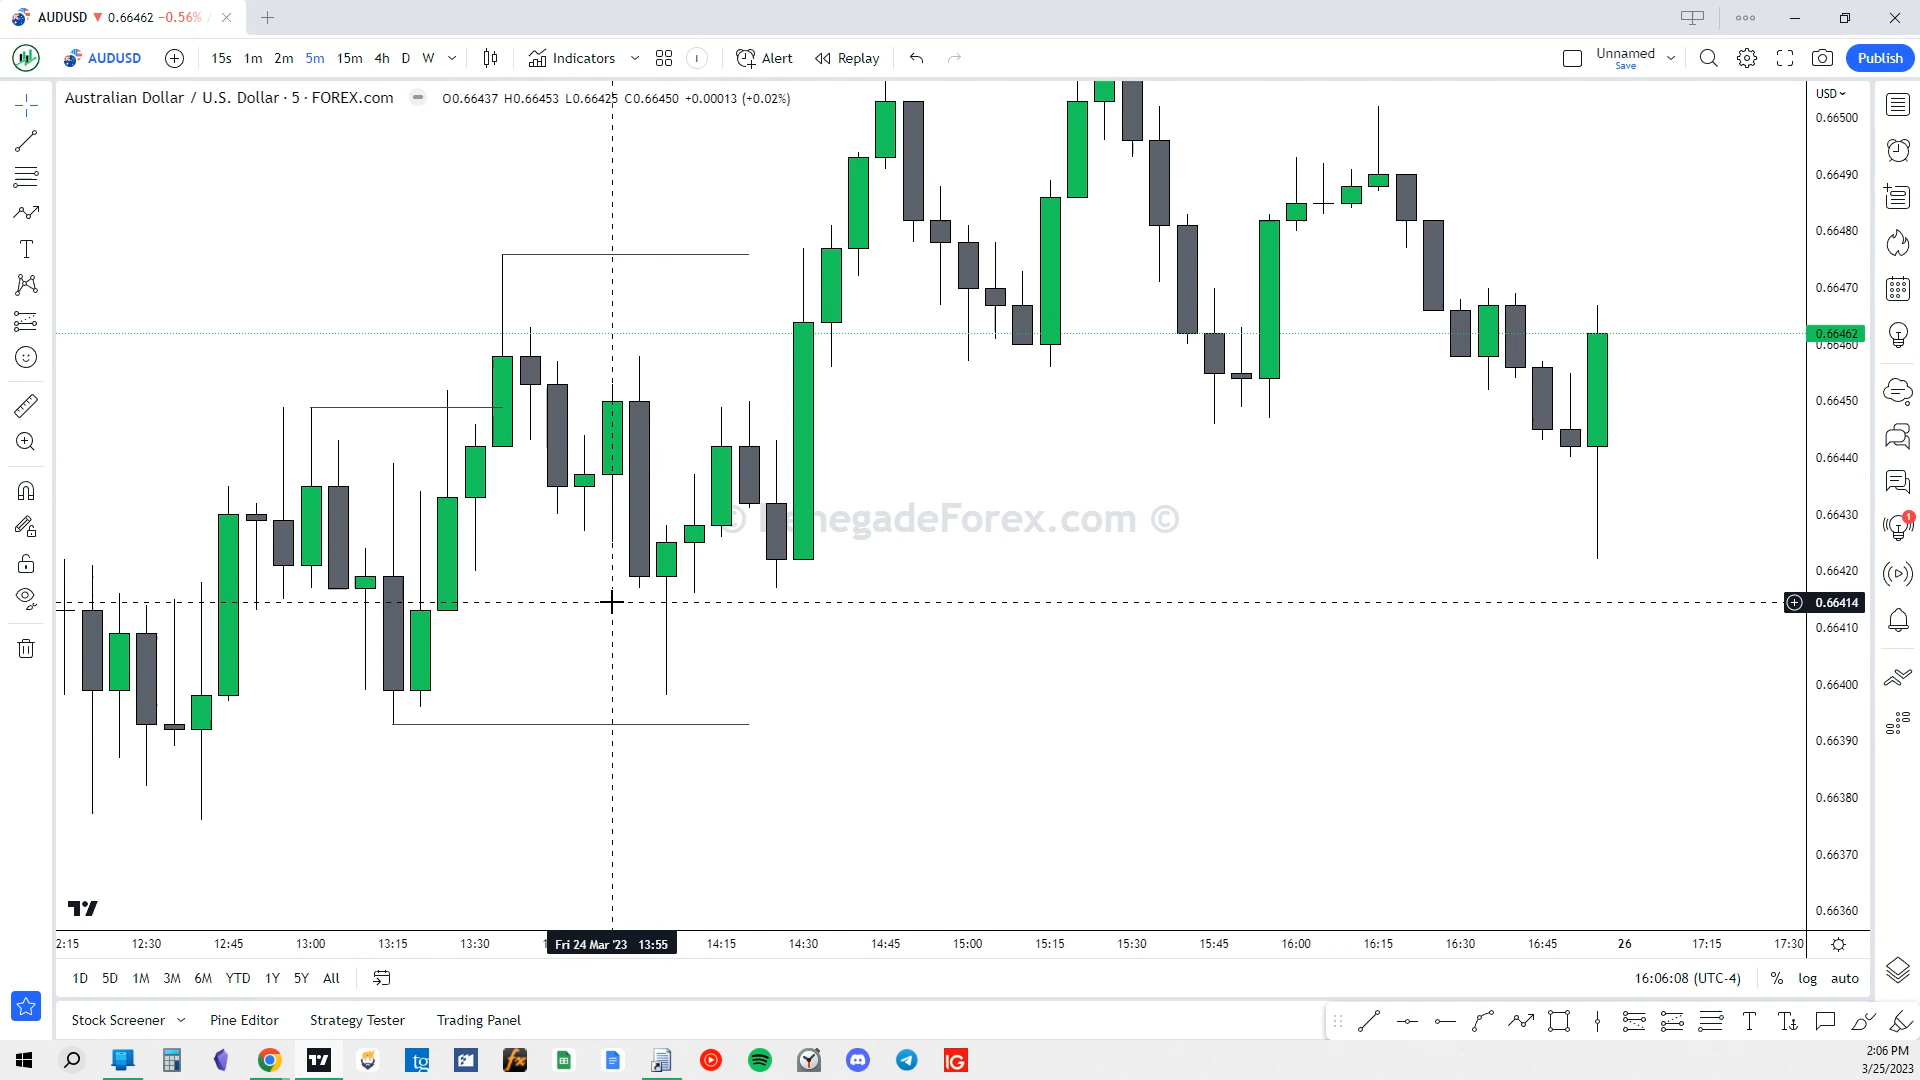 AUDUSD ▼ 0.66462 −0.56% /
AUDUSD 15s 1m 2m 5m 15m 4h D W Indicators Alert Replay Unnamed Save Publish
Australian Dollar / U.S. Dollar · 5 · FOREX.com O0.66437 H0.66453 L0.66425 C0.66450 +0.00013 (+0.02%)
USD
0.66500
0.66490
0.66480
0.66470
0.66462
0.66460
0.66450
0.66440
0.66430
0.66420
0.66414
0.66410
0.66400
0.66390
0.66380
0.66370
0.66360
1
negadeForex.com ©
2:15 12:30 12:45 13:00 13:15 13:30 Fri 24 Mar '23 13:55 14:15 14:30 14:45 15:00 15:15 15:30 15:45 16:00 16:15 16:30 16:45 26 17:15 17:30
1D 5D 1M 3M 6M YTD 1Y 5Y All 16:06:08 (UTC-4) % log auto
Stock Screener Pine Editor Strategy Tester Trading Panel
tg fx IG
2:06 PM
3/25/2023